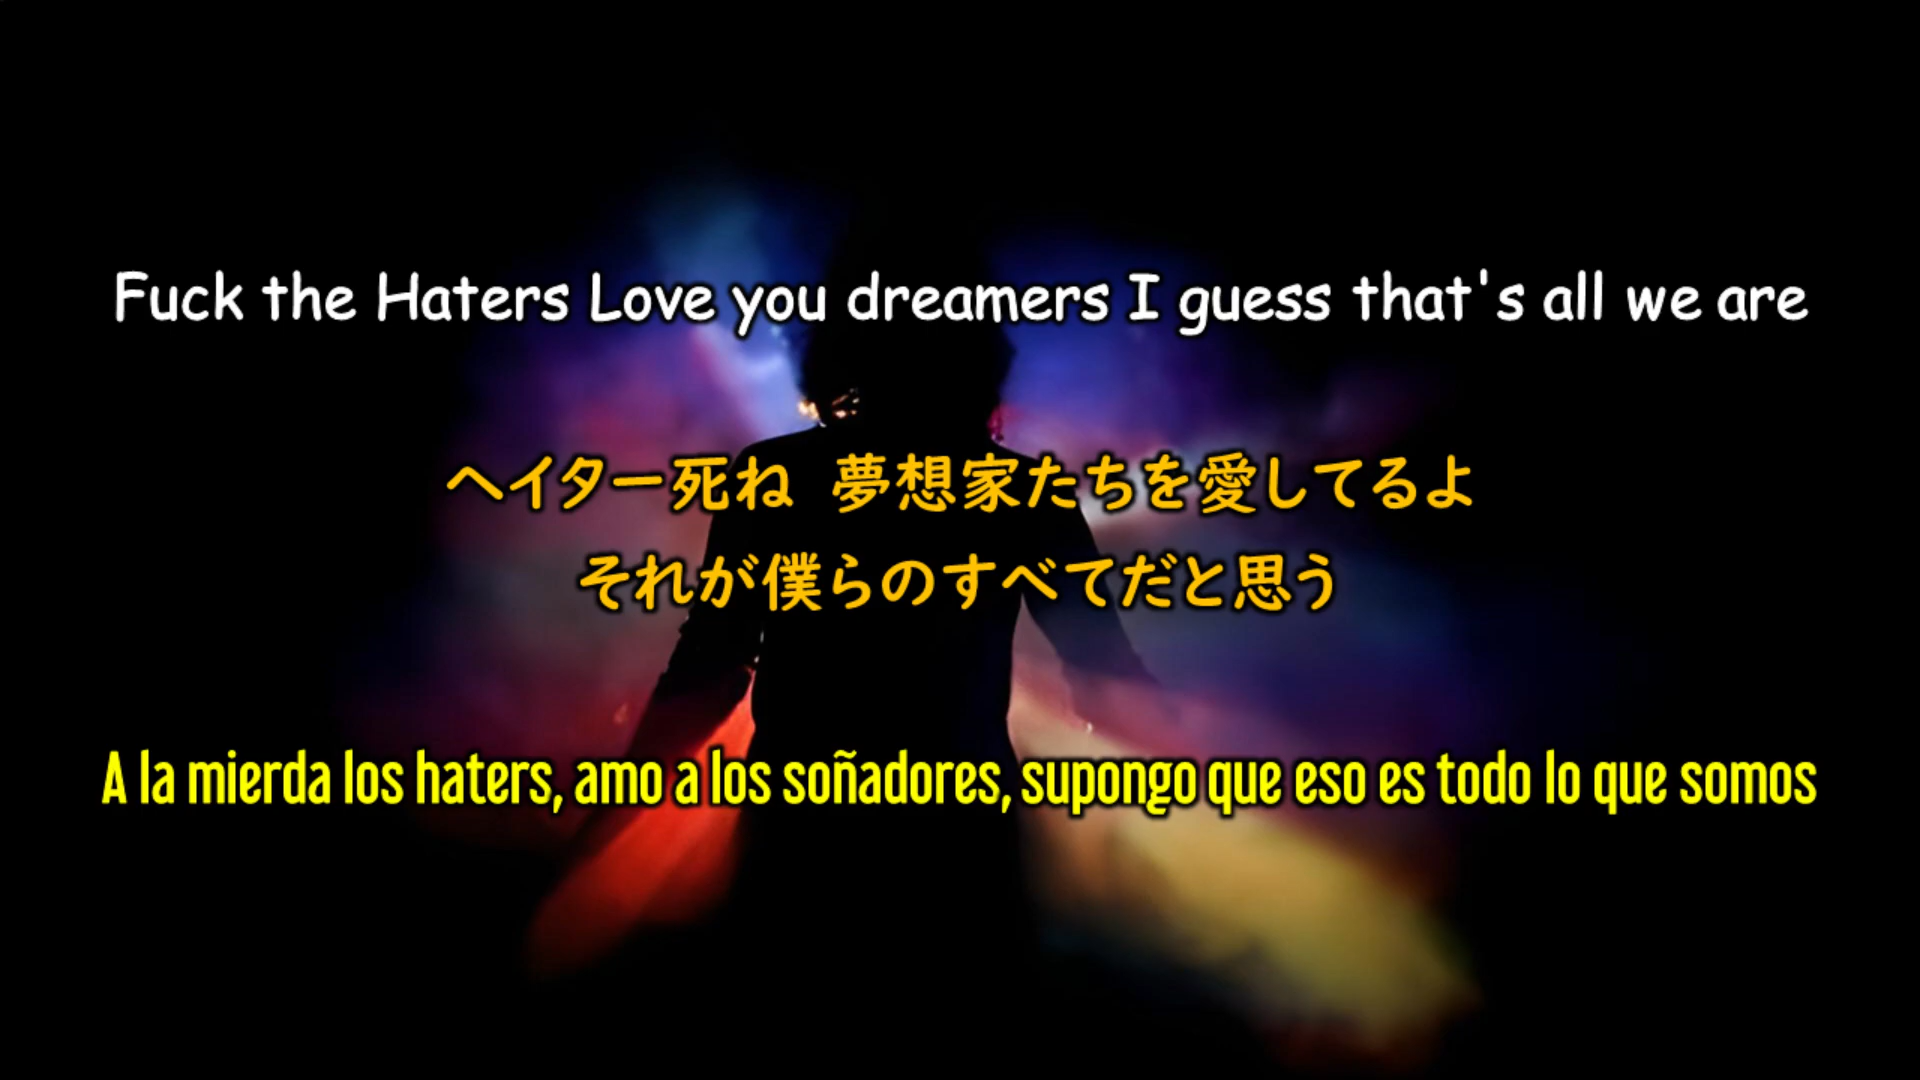 Fuck the Haters Love you dreamers I guess that's all we are
ヘイター死ね 夢想家たちを愛してるよ
それが僕らのすべてだと思う
A la mierda los haters, amo a los soñadores, supongo que eso es todo lo que somos